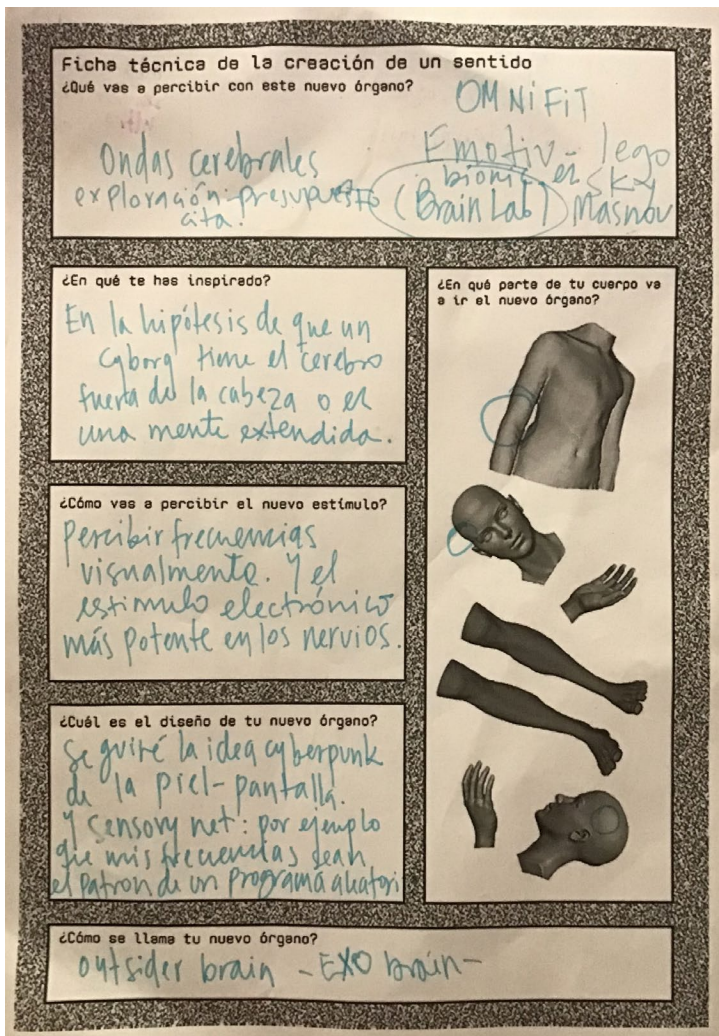 Ficha técnica de la creación de un sentido
¿Qué vas a percibir con este nuevo órgano?
OMNiFiT
Ondas cerebrales
exploración-presupuesto
cita.
Emotiv - lego
bionic en sky
(Brain Lab) Masnou
¿En qué te has inspirado?
En la hipótesis de que un
cyborg tiene el cerebro
fuera de la cabeza o es
una mente extendida.
¿En qué parte de tu cuerpo va
a ir el nuevo órgano?
¿Cómo vas a percibir el nuevo estímulo?
Percibir frecuencias
visualmente. Y el
estimulo electrónico
más potente en los nervios.
¿Cuál es el diseño de tu nuevo órgano?
Seguiré la idea cyberpunk
de la piel-pantalla.
Y sensory net: por ejemplo
que mis frecuencias sean
el patron de un programa aleatori
¿Cómo se llama tu nuevo órgano?
outsider brain - EXO brain -